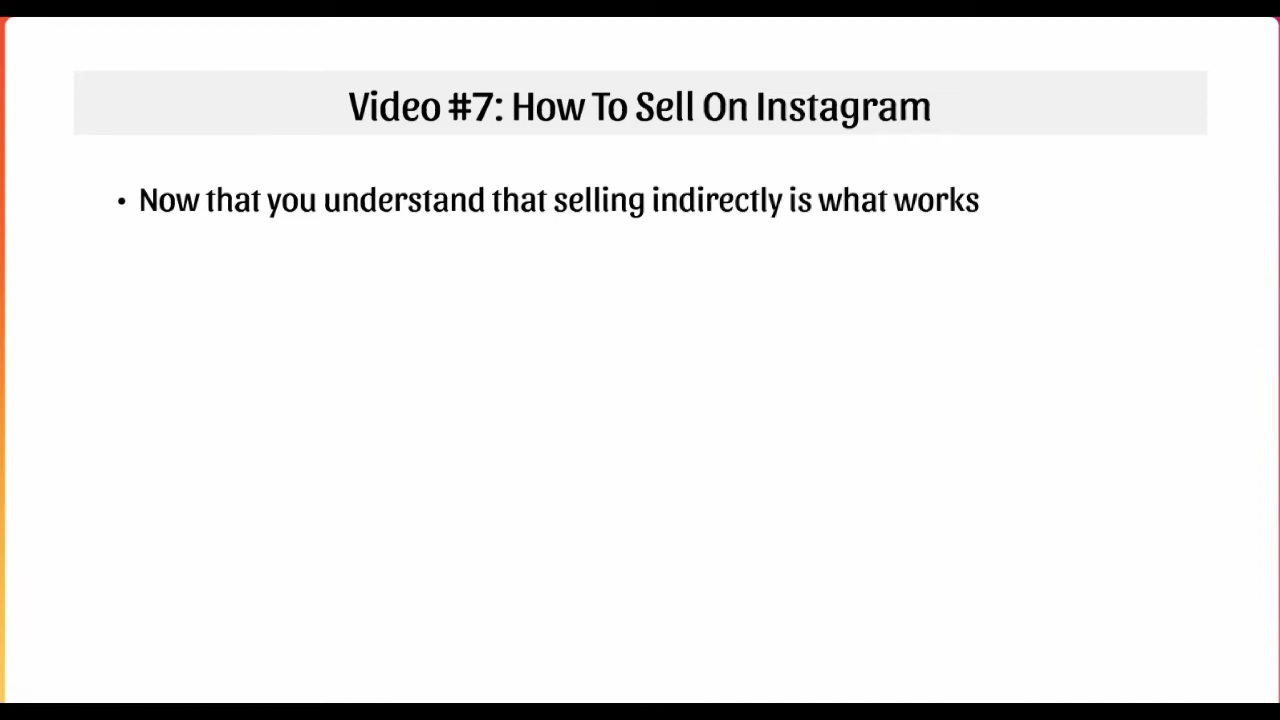 Video #7: How To Sell On Instagram
• Now that you understand that selling indirectly is what works